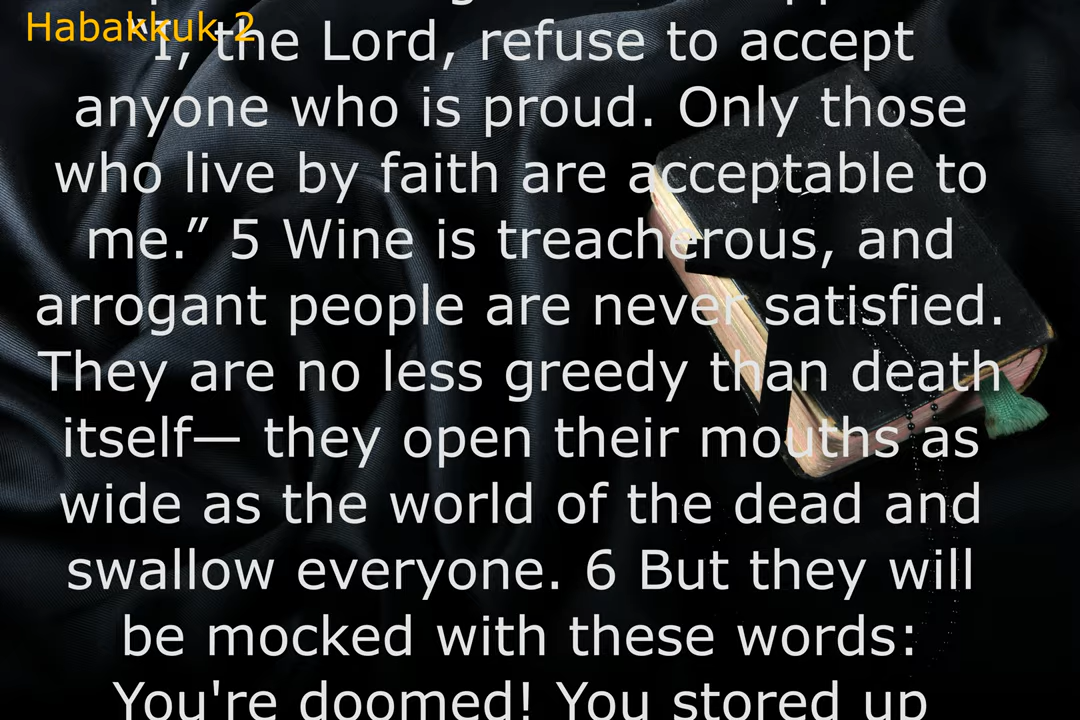 Habakkuk 2
“I, the Lord, refuse to accept
anyone who is proud. Only those
who live by faith are acceptable to
me.” 5 Wine is treacherous, and
arrogant people are never satisfied.
They are no less greedy than death
itself— they open their mouths as
wide as the world of the dead and
swallow everyone. 6 But they will
be mocked with these words:
You're doomed! You stored up